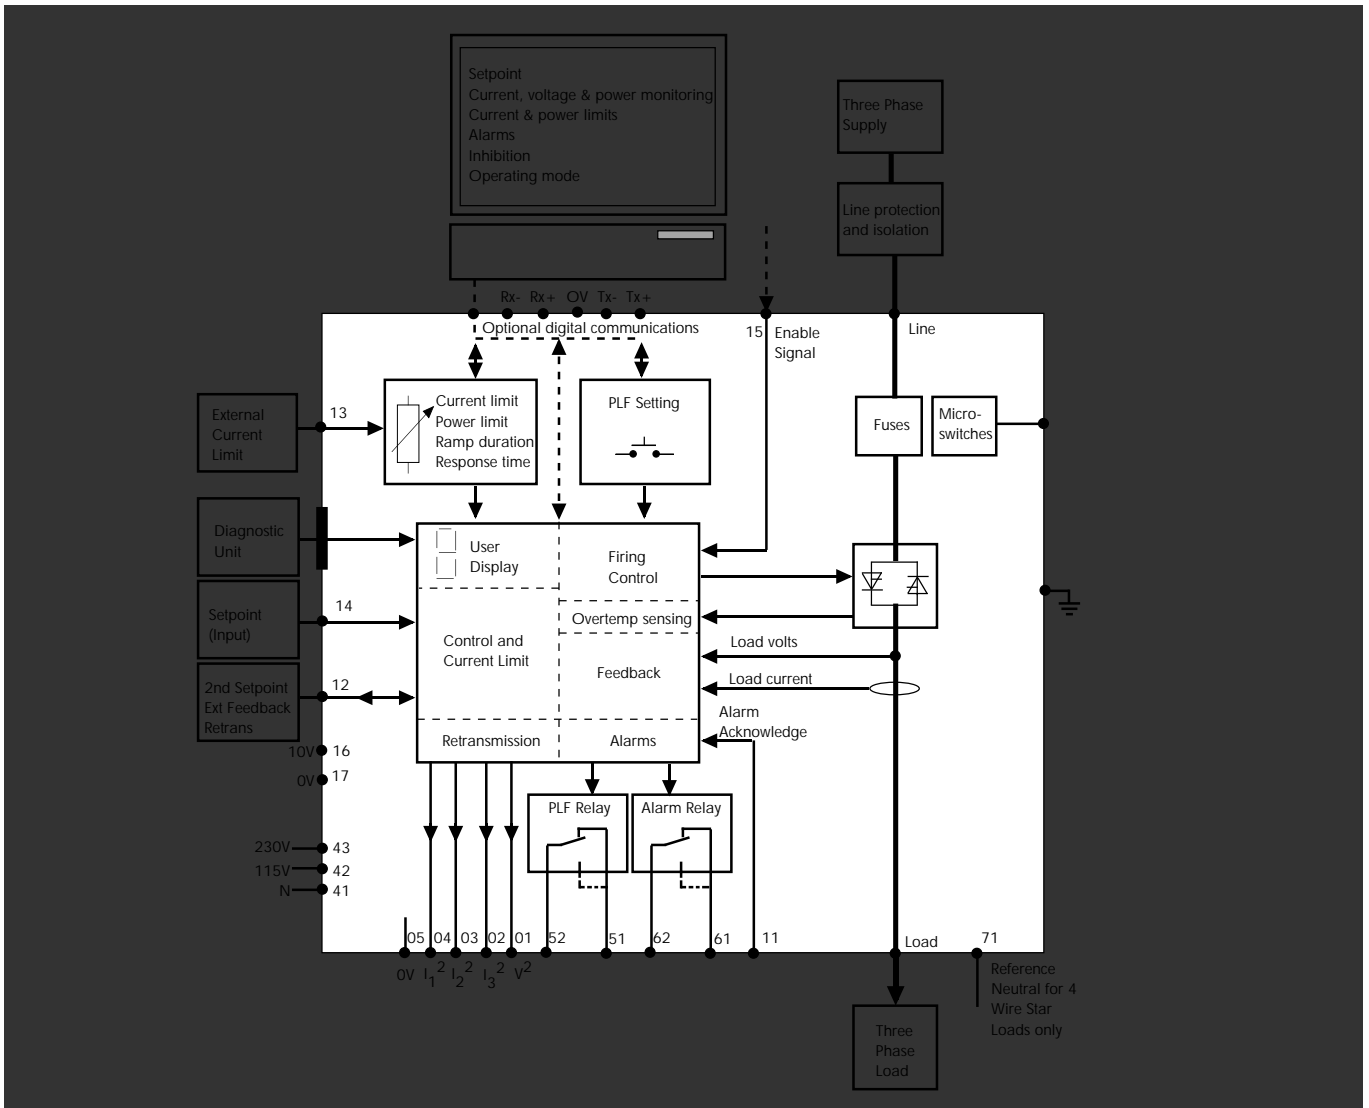 Setpoint
Current, voltage & power monitoring
Current & power limits
Alarms
Inhibition
Operating mode
Three Phase
Supply
Line protection
and isolation
Rx- Rx+ OV Tx- Tx+
Optional digital communications
15 Enable
Signal
Line
External
Current
Limit
13
Current limit
Power limit
Ramp duration
Response time
PLF Setting
Fuses
Micro-
switches
Diagnostic
Unit
User
Display
Firing
Control
Setpoint
(Input)
14
Overtemp sensing
Control and
Current Limit
Load volts
Feedback
Load current
2nd Setpoint
Ext Feedback
Retrans
12
Alarm
Acknowledge
Retransmission
Alarms
10V 16
0V 17
PLF Relay
Alarm Relay
230V 43
115V 42
N 41
05 04 03 02 01 52 51 62 61 11
Load
71
0V I1² I2² I3² V²
Reference
Neutral for 4
Wire Star
Loads only
Three
Phase
Load